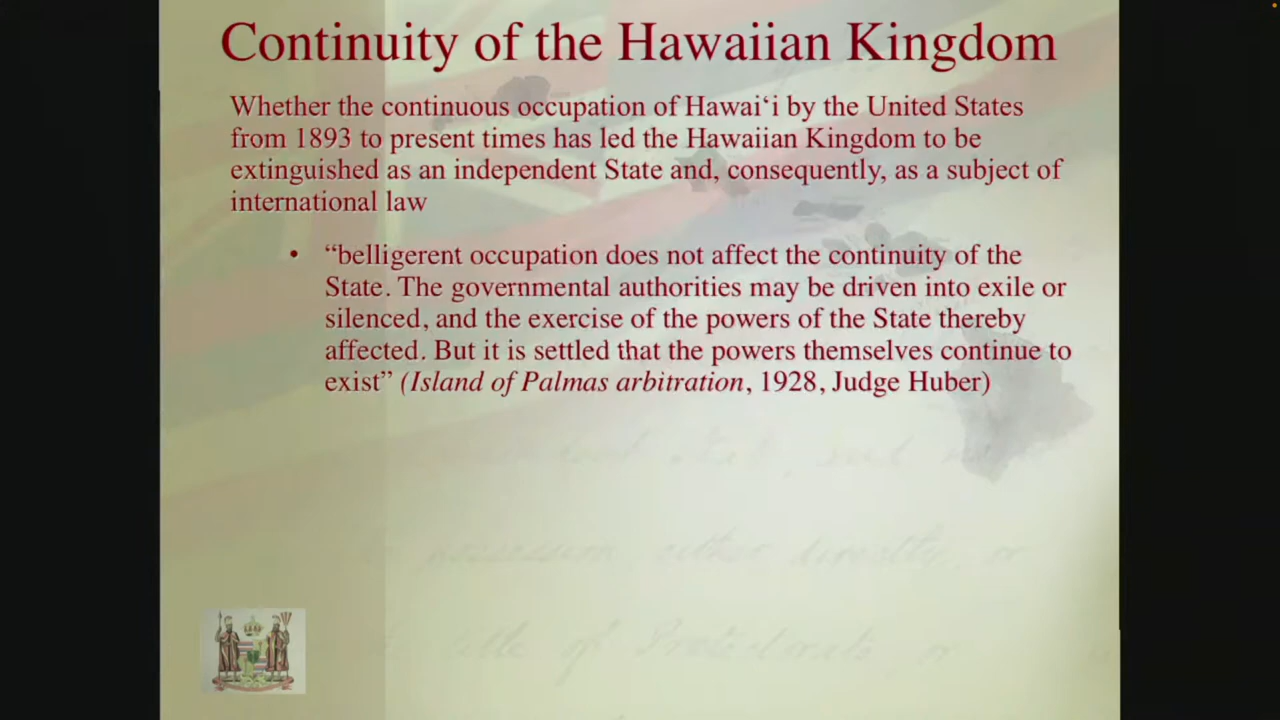 Continuity of the Hawaiian Kingdom
Whether the continuous occupation of Hawaiʻi by the United States
from 1893 to present times has led the Hawaiian Kingdom to be
extinguished as an independent State and, consequently, as a subject of
international law
• “belligerent occupation does not affect the continuity of the
State. The governmental authorities may be driven into exile or
silenced, and the exercise of the powers of the State thereby
affected. But it is settled that the powers themselves continue to
exist” (Island of Palmas arbitration, 1928, Judge Huber)